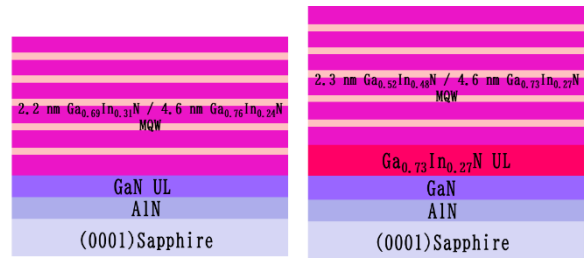 2.2 nm Ga₀.₆₉In₀.₃₁N / 4.6 nm Ga₀.₇₆In₀.₂₄N
MQW
GaN UL
AlN
(0001)Sapphire
2.3 nm Ga₀.₅₂In₀.₄₈N / 4.6 nm Ga₀.₇₃In₀.₂₇N
MQW
Ga₀.₇₃In₀.₂₇N UL
GaN
AlN
(0001)Sapphire